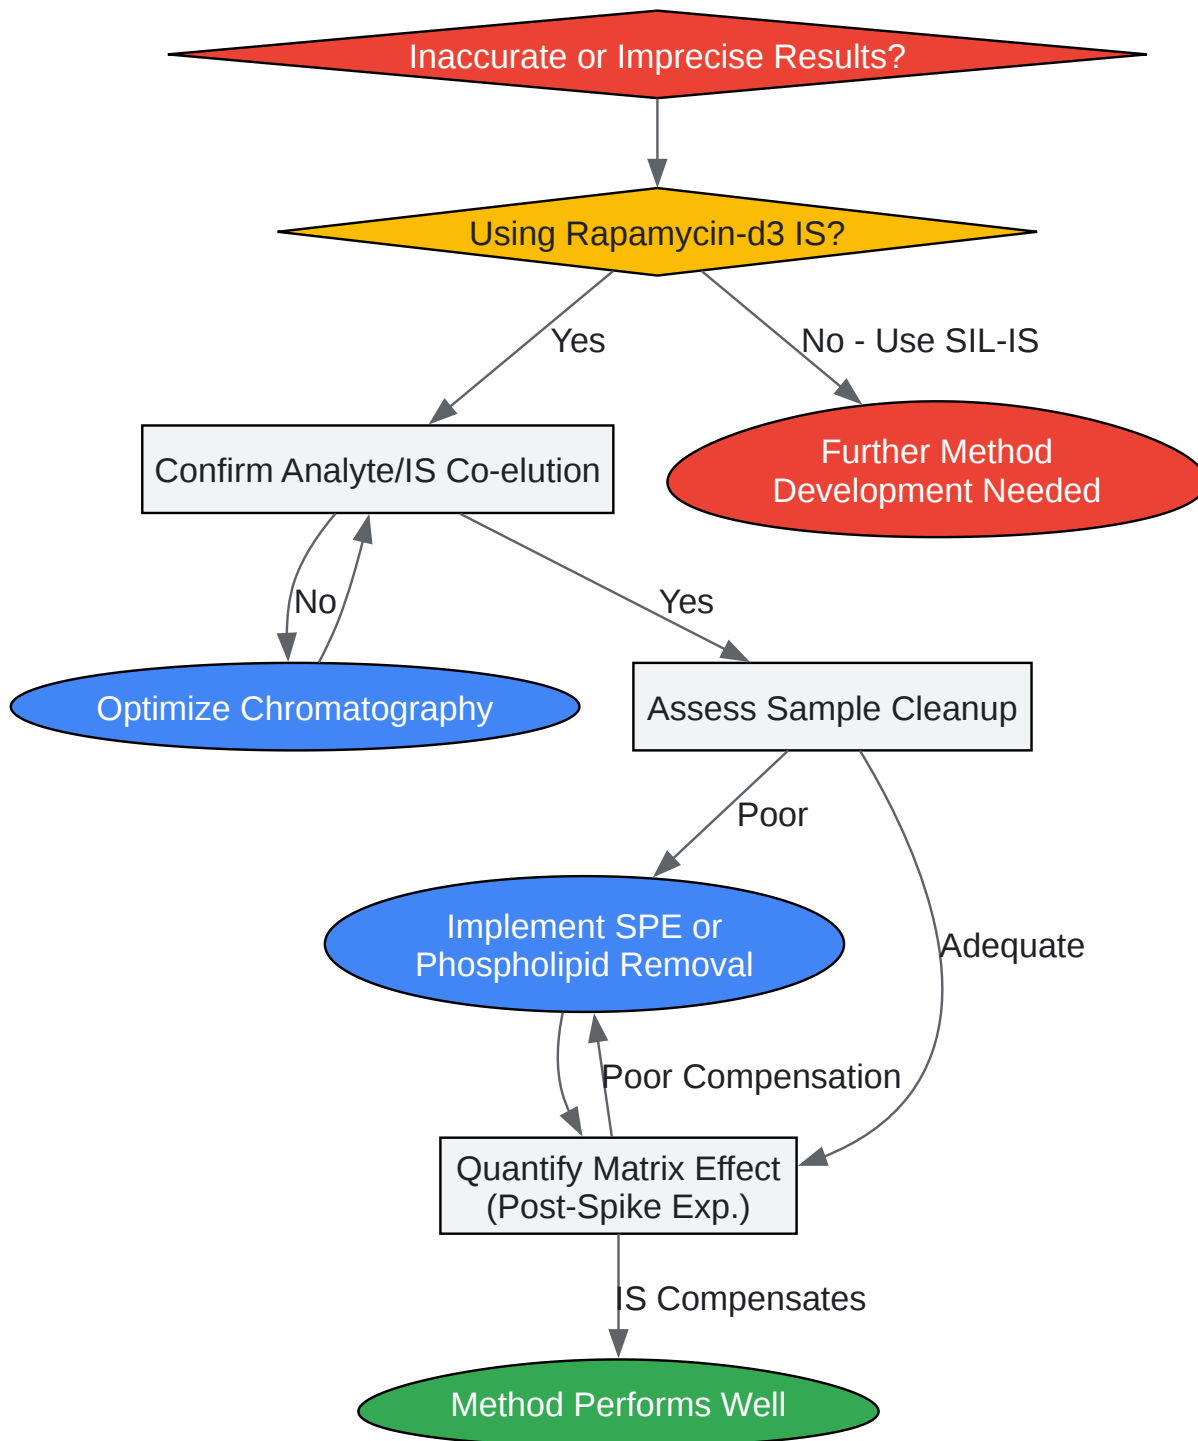 Inaccurate or Imprecise Results?
Using Rapamycin-d3 IS?
Yes
No - Use SIL-IS
Confirm Analyte/IS Co-elution
Further Method
Development Needed
No
Yes
Optimize Chromatography
Assess Sample Cleanup
Poor
Implement SPE or
Phospholipid Removal
Adequate
Poor Compensation
Quantify Matrix Effect
(Post-Spike Exp.)
IS Compensates
Method Performs Well